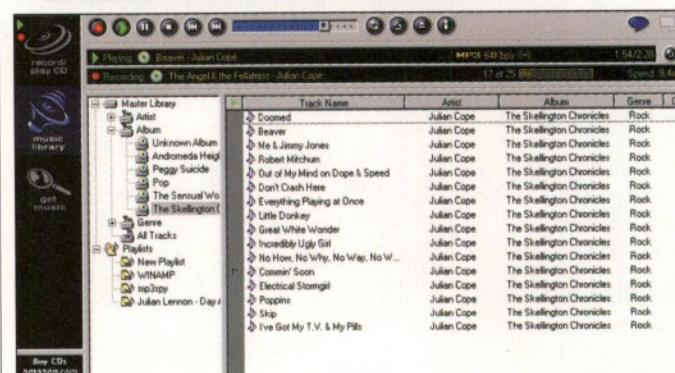 Playing Beaver - Julian Cope MP3 64Kbps 1:54/2:28
Recording The Angel & the Fellatress - Julian Cope 17 of 25 Speed 9.4x
record/
play CD
music
library
get
music
Buy CDs
amazon.com
Master Library
Artist
Album
Unknown Album
Andromeda Heigl
Peggy Suicide
Pop
The Sensual Wo
The Skellington C
Genre
All Tracks
Playlists
New Playlist
WINAMP
mp3spy
Julian Lennon - Day A
Track Name Artist Album Genre
Doomed Julian Cope The Skellington Chronicles Rock
Beaver Julian Cope The Skellington Chronicles Rock
Me & Jimmy Jones Julian Cope The Skellington Chronicles Rock
Robert Mitchum Julian Cope The Skellington Chronicles Rock
Out of My Mind on Dope & Speed Julian Cope The Skellington Chronicles Rock
Don't Crash Here Julian Cope The Skellington Chronicles Rock
Everything Playing at Once Julian Cope The Skellington Chronicles Rock
Little Donkey Julian Cope The Skellington Chronicles Rock
Great White Wonder Julian Cope The Skellington Chronicles Rock
Incredibly Ugly Girl Julian Cope The Skellington Chronicles Rock
No How, No Why, No Way, No W... Julian Cope The Skellington Chronicles Rock
Commin' Soon Julian Cope The Skellington Chronicles Rock
Electrical Stormgirl Julian Cope The Skellington Chronicles Rock
Poppins Julian Cope The Skellington Chronicles Rock
Skip Julian Cope The Skellington Chronicles Rock
I've Got My T.V. & My Pills Julian Cope The Skellington Chronicles Rock